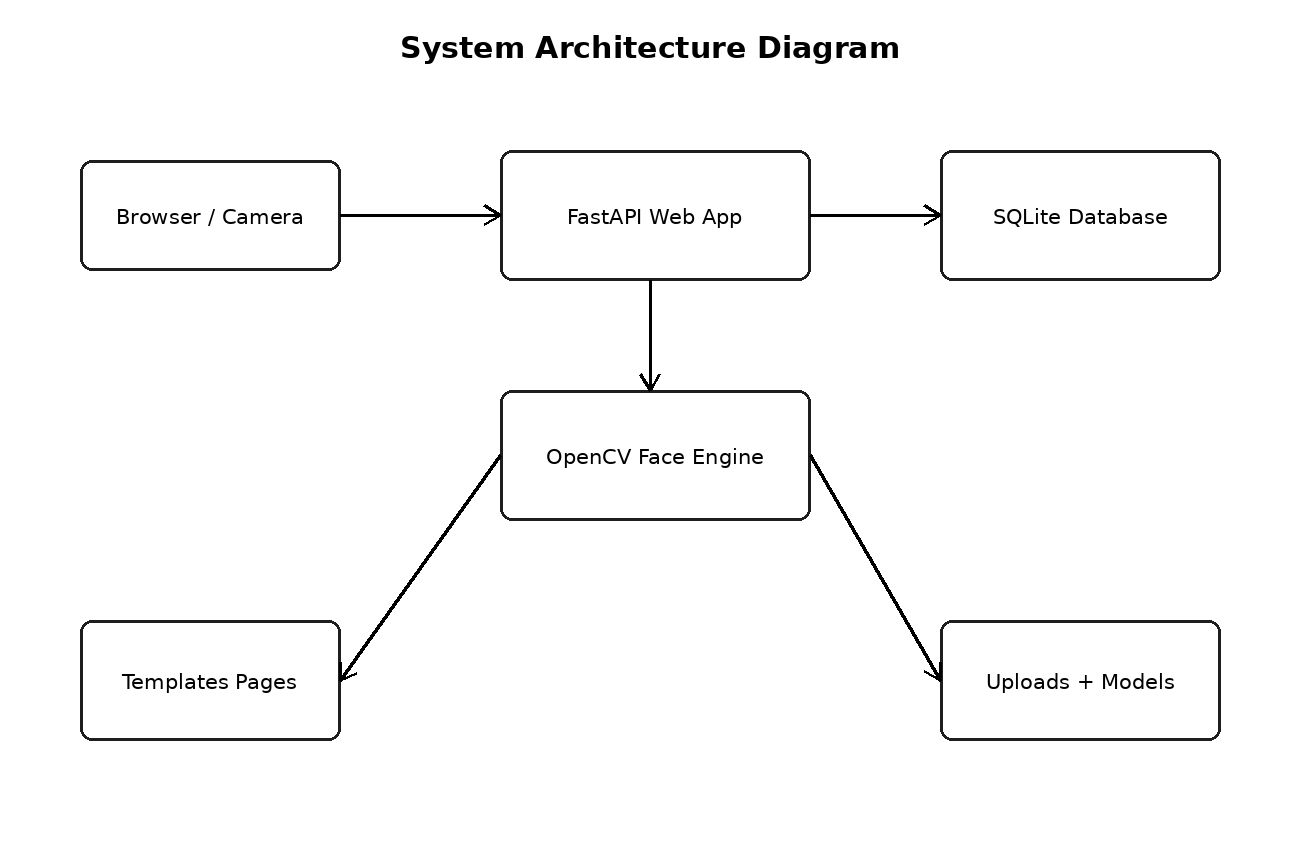 System Architecture Diagram
Browser / Camera
FastAPI Web App
SQLite Database
OpenCV Face Engine
Templates Pages
Uploads + Models